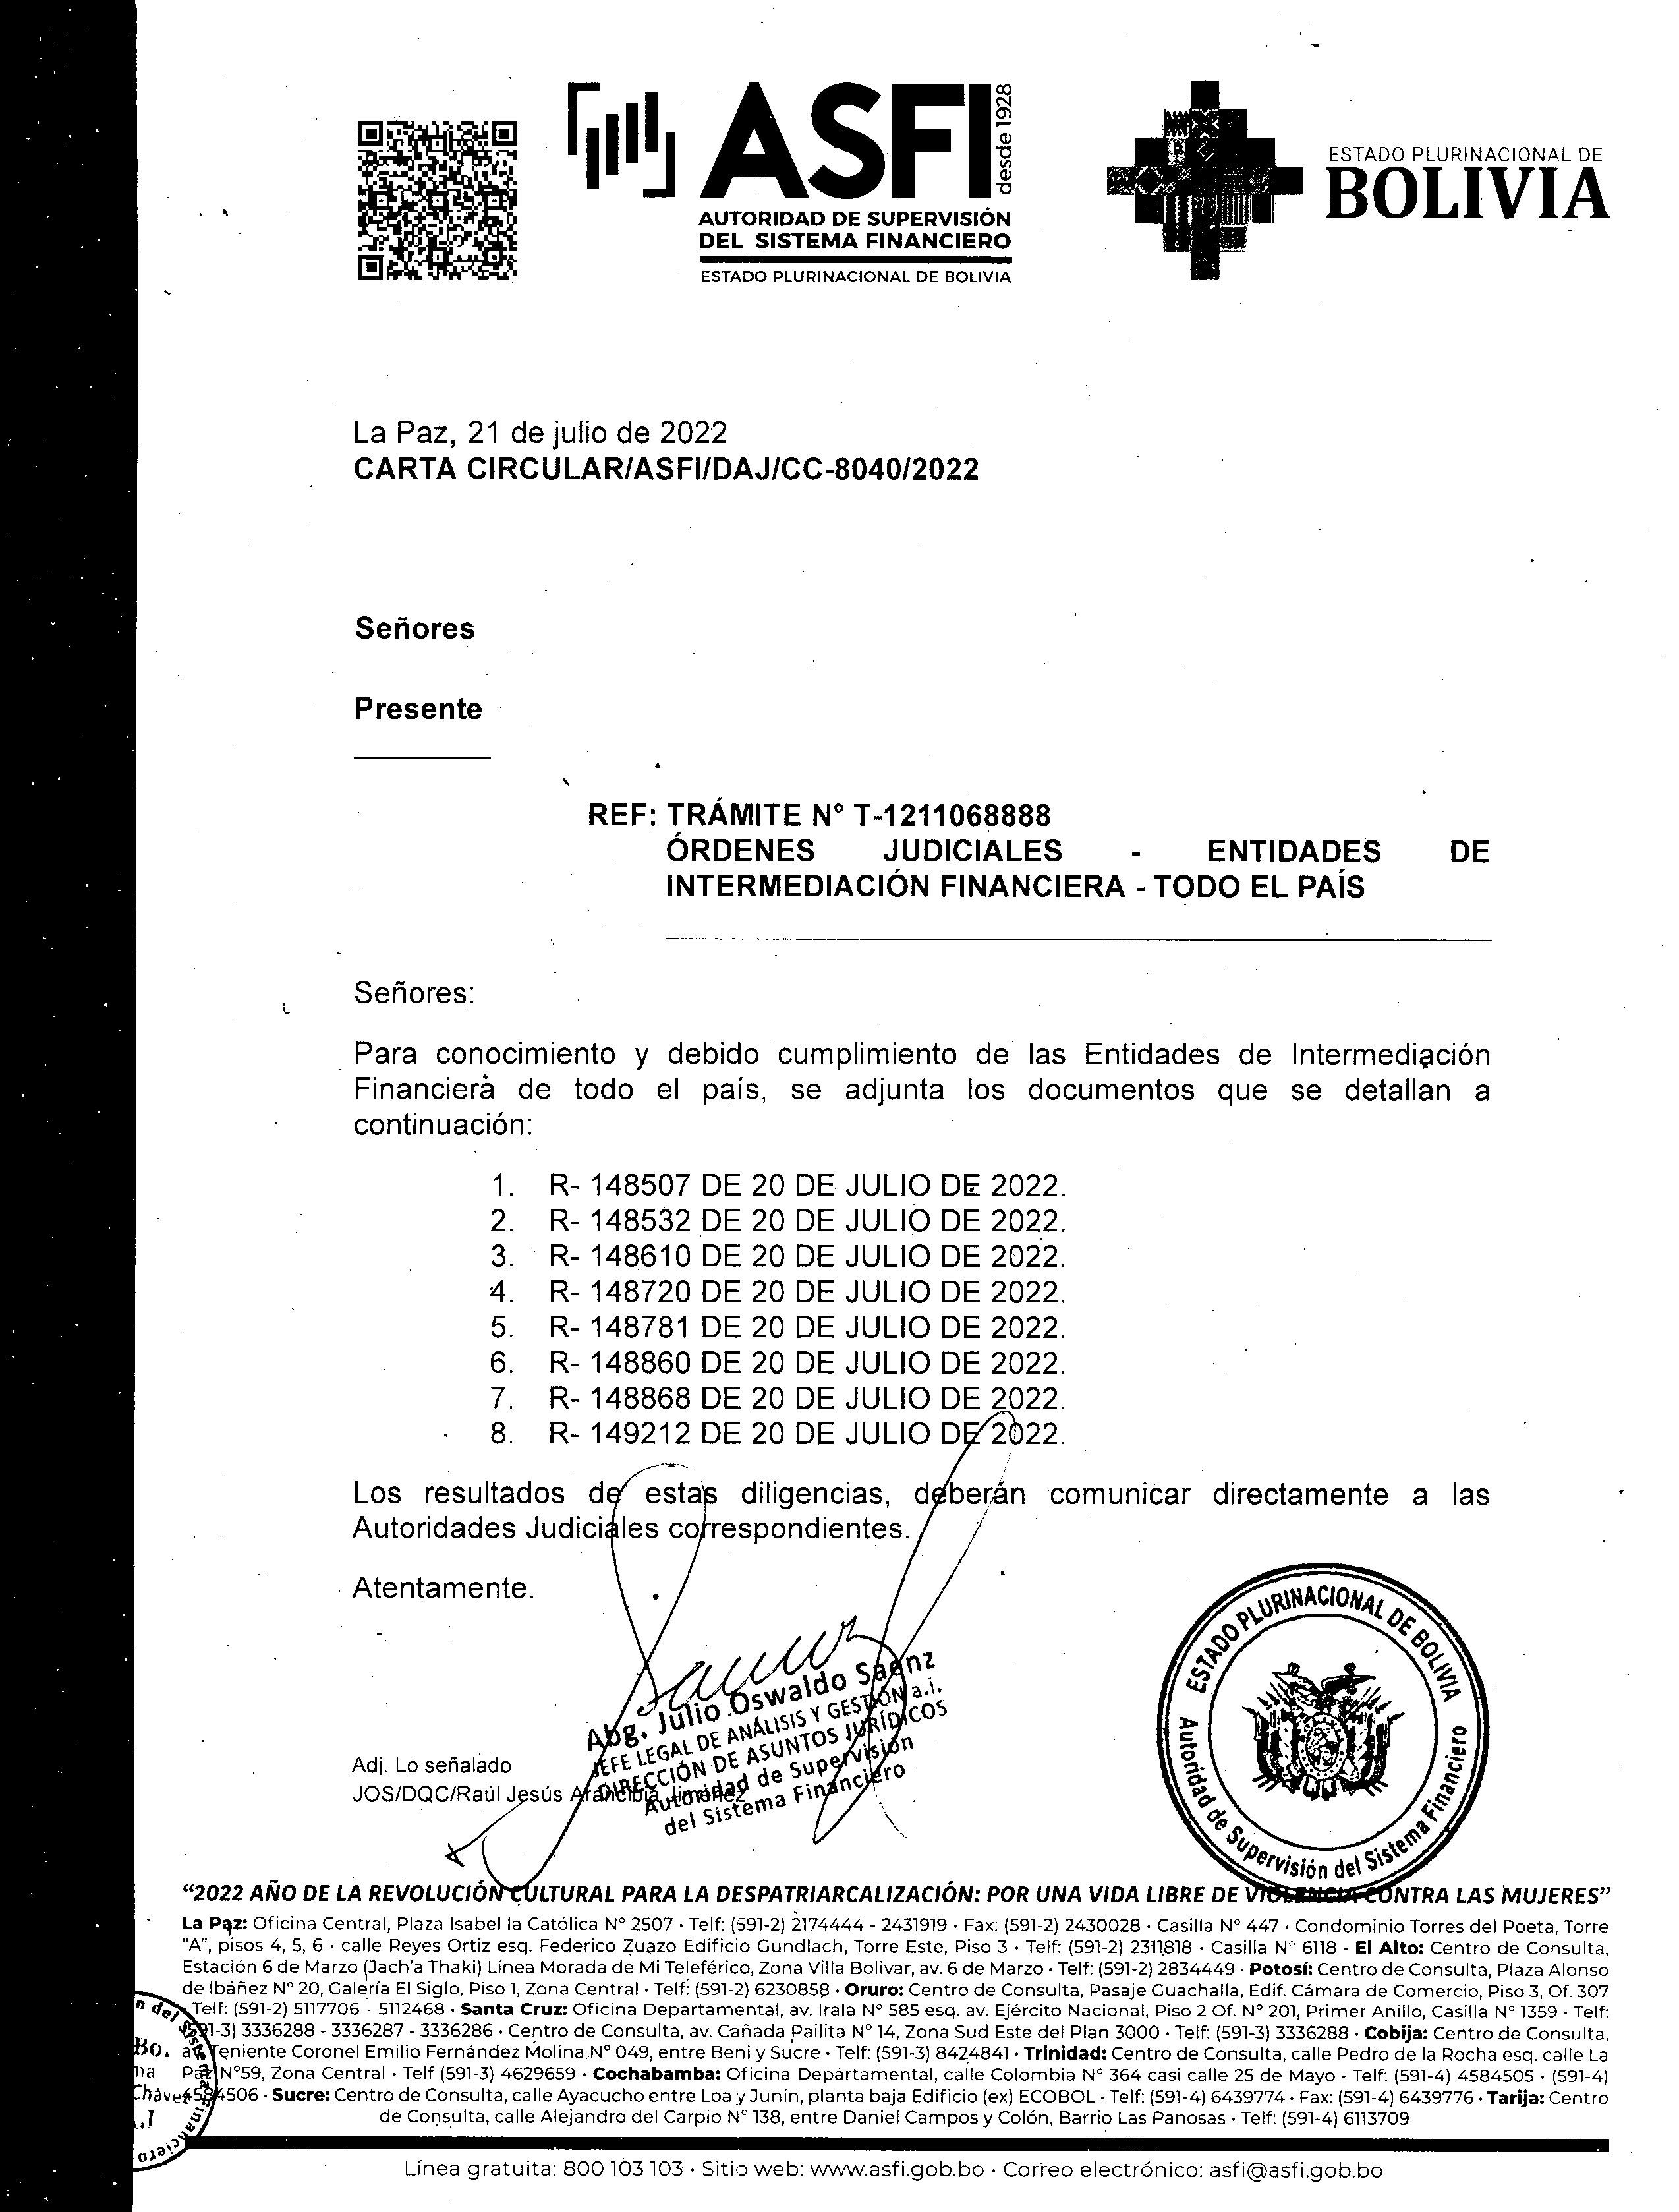 ASFI
desde 1928
AUTORIDAD DE SUPERVISIÓN
DEL SISTEMA FINANCIERO
ESTADO PLURINACIONAL DE BOLIVIA
ESTADO PLURINACIONAL DE
BOLIVIA
La Paz, 21 de julio de 2022
CARTA CIRCULAR/ASFI/DAJ/CC-8040/2022
Señores
Presente
REF: TRÁMITE N° T-1211068888
ÓRDENES JUDICIALES - ENTIDADES DE
INTERMEDIACIÓN FINANCIERA - TODO EL PAÍS
Señores:
Para conocimiento y debido cumplimiento de las Entidades de Intermediación
Financiera de todo el país, se adjunta los documentos que se detallan a
continuación:
1. R- 148507 DE 20 DE JULIO DE 2022.
2. R- 148532 DE 20 DE JULIO DE 2022.
3. R- 148610 DE 20 DE JULIO DE 2022.
4. R- 148720 DE 20 DE JULIO DE 2022.
5. R- 148781 DE 20 DE JULIO DE 2022.
6. R- 148860 DE 20 DE JULIO DE 2022.
7. R- 148868 DE 20 DE JULIO DE 2022.
8. R- 149212 DE 20 DE JULIO DE 2022.
Los resultados de estas diligencias, deberán comunicar directamente a las
Autoridades Judiciales correspondientes.
Atentamente.
Abg. Julio Oswaldo Saenz
JEFE LEGAL DE ANÁLISIS Y GESTIÓN a.i.
DIRECCIÓN DE ASUNTOS JURÍDICOS
Autoridad de Supervisión
del Sistema Financiero
ESTADO PLURINACIONAL DE BOLIVIA
Autoridad de Supervisión del Sistema Financiero
Adj. Lo señalado
JOS/DQC/Raúl Jesús Arancibia Jimenez
“2022 AÑO DE LA REVOLUCIÓN CULTURAL PARA LA DESPATRIARCALIZACIÓN: POR UNA VIDA LIBRE DE VIOLENCIA CONTRA LAS MUJERES”
La Paz: Oficina Central, Plaza Isabel la Católica N° 2507 · Telf: (591-2) 2174444 - 2431919 · Fax: (591-2) 2430028 · Casilla N° 447 · Condominio Torres del Poeta, Torre
“A”, pisos 4, 5, 6 · calle Reyes Ortiz esq. Federico Zuazo Edificio Gundlach, Torre Este, Piso 3 · Telf: (591-2) 2311818 · Casilla N° 6118 · El Alto: Centro de Consulta,
Estación 6 de Marzo (Jach’a Thaki) Línea Morada de Mi Teleférico, Zona Villa Bolivar, av. 6 de Marzo · Telf: (591-2) 2834449 · Potosí: Centro de Consulta, Plaza Alonso
de Ibáñez N° 20, Galería El Siglo, Piso 1, Zona Central · Telf: (591-2) 6230858 · Oruro: Centro de Consulta, Pasaje Guachalla, Edif. Cámara de Comercio, Piso 3, Of. 307
Telf: (591-2) 5117706 - 5112468 · Santa Cruz: Oficina Departamental, av. Irala N° 585 esq. av. Ejército Nacional, Piso 2 Of. N° 201, Primer Anillo, Casilla N° 1359 · Telf:
(591-3) 3336288 - 3336287 - 3336286 · Centro de Consulta, av. Cañada Pailita N° 14, Zona Sud Este del Plan 3000 · Telf: (591-3) 3336288 · Cobija: Centro de Consulta,
av. Teniente Coronel Emilio Fernández Molina N° 049, entre Beni y Sucre · Telf: (591-3) 8424841 · Trinidad: Centro de Consulta, calle Pedro de la Rocha esq. calle La
Paz N°59, Zona Central · Telf (591-3) 4629659 · Cochabamba: Oficina Departamental, calle Colombia N° 364 casi calle 25 de Mayo · Telf: (591-4) 4584505 · (591-4)
4584506 · Sucre: Centro de Consulta, calle Ayacucho entre Loa y Junín, planta baja Edificio (ex) ECOBOL · Telf: (591-4) 6439774 · Fax: (591-4) 6439776 · Tarija: Centro
de Consulta, calle Alejandro del Carpio N° 138, entre Daniel Campos y Colón, Barrio Las Panosas · Telf: (591-4) 6113709
Línea gratuita: 800 103 103 · Sitio web: www.asfi.gob.bo · Correo electrónico: asfi@asfi.gob.bo